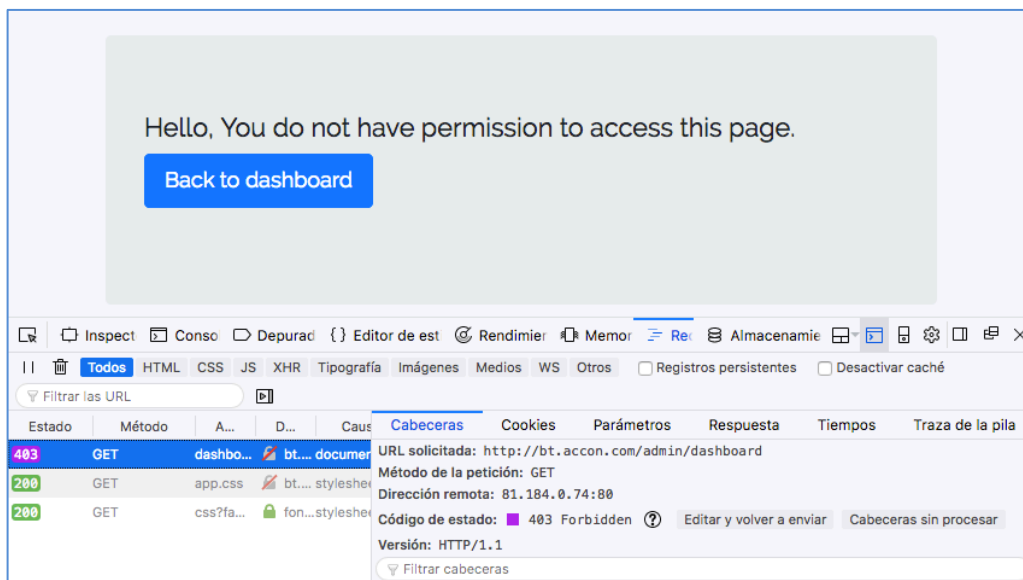 Hello, You do not have permission to access this page.
Back to dashboard
Inspect Conso Depurad {} Editor de est Rendimier Memor Rec Almacenamie
Todos HTML CSS JS XHR Tipografía Imágenes Medios WS Otros Registros persistentes Desactivar caché
Filtrar las URL
Estado Método A... D... Caus Cabeceras Cookies Parámetros Respuesta Tiempos Traza de la pila
403 GET dashbo... bt.... documer
200 GET app.css bt.... styleshee
200 GET css?fa... fon... styleshee
URL solicitada: http://bt.accon.com/admin/dashboard
Método de la petición: GET
Dirección remota: 81.184.0.74:80
Código de estado: 403 Forbidden Editar y volver a enviar Cabeceras sin procesar
Versión: HTTP/1.1
Filtrar cabeceras